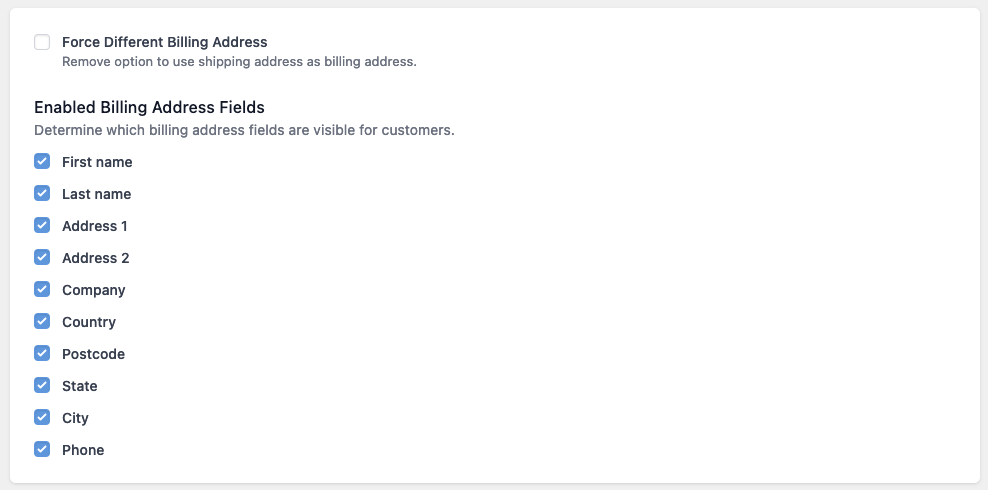 Force Different Billing Address
Remove option to use shipping address as billing address.
Enabled Billing Address Fields
Determine which billing address fields are visible for customers.
First name
Last name
Address 1
Address 2
Company
Country
Postcode
State
City
Phone